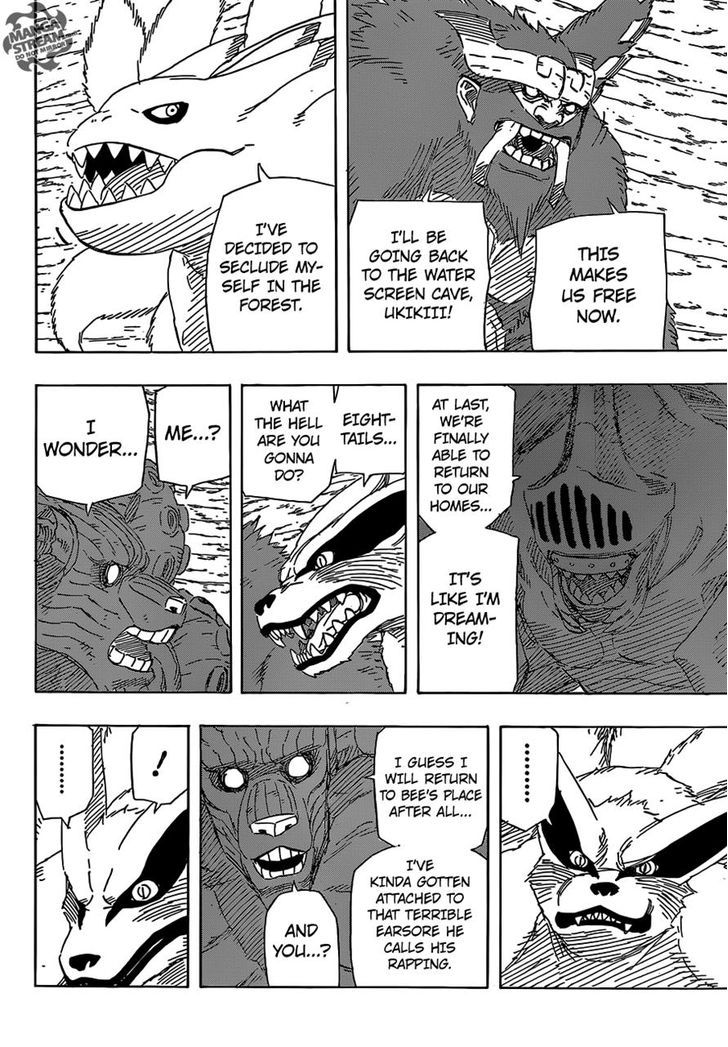 MANGA
STREAM
DO NOT MIRROR
THIS
MAKES
US FREE
NOW.
I'LL BE
GOING BACK
TO THE WATER
SCREEN CAVE,
UKIKIII!
I'VE
DECIDED TO
SECLUDE MY-
SELF IN THE
FOREST.
AT LAST,
WE'RE
FINALLY
ABLE TO
RETURN
TO OUR
HOMES...
IT'S
LIKE I'M
DREAM-
ING!
EIGHT-
TAILS...
WHAT
THE HELL
ARE YOU
GONNA
DO?
ME...?
I
WONDER...
.........
I GUESS I
WILL RETURN
TO BEE'S PLACE
AFTER ALL...
I'VE
KINDA GOTTEN
ATTACHED TO
THAT TERRIBLE
EARSORE HE
CALLS HIS
RAPPING.
AND
YOU...?
!
.........